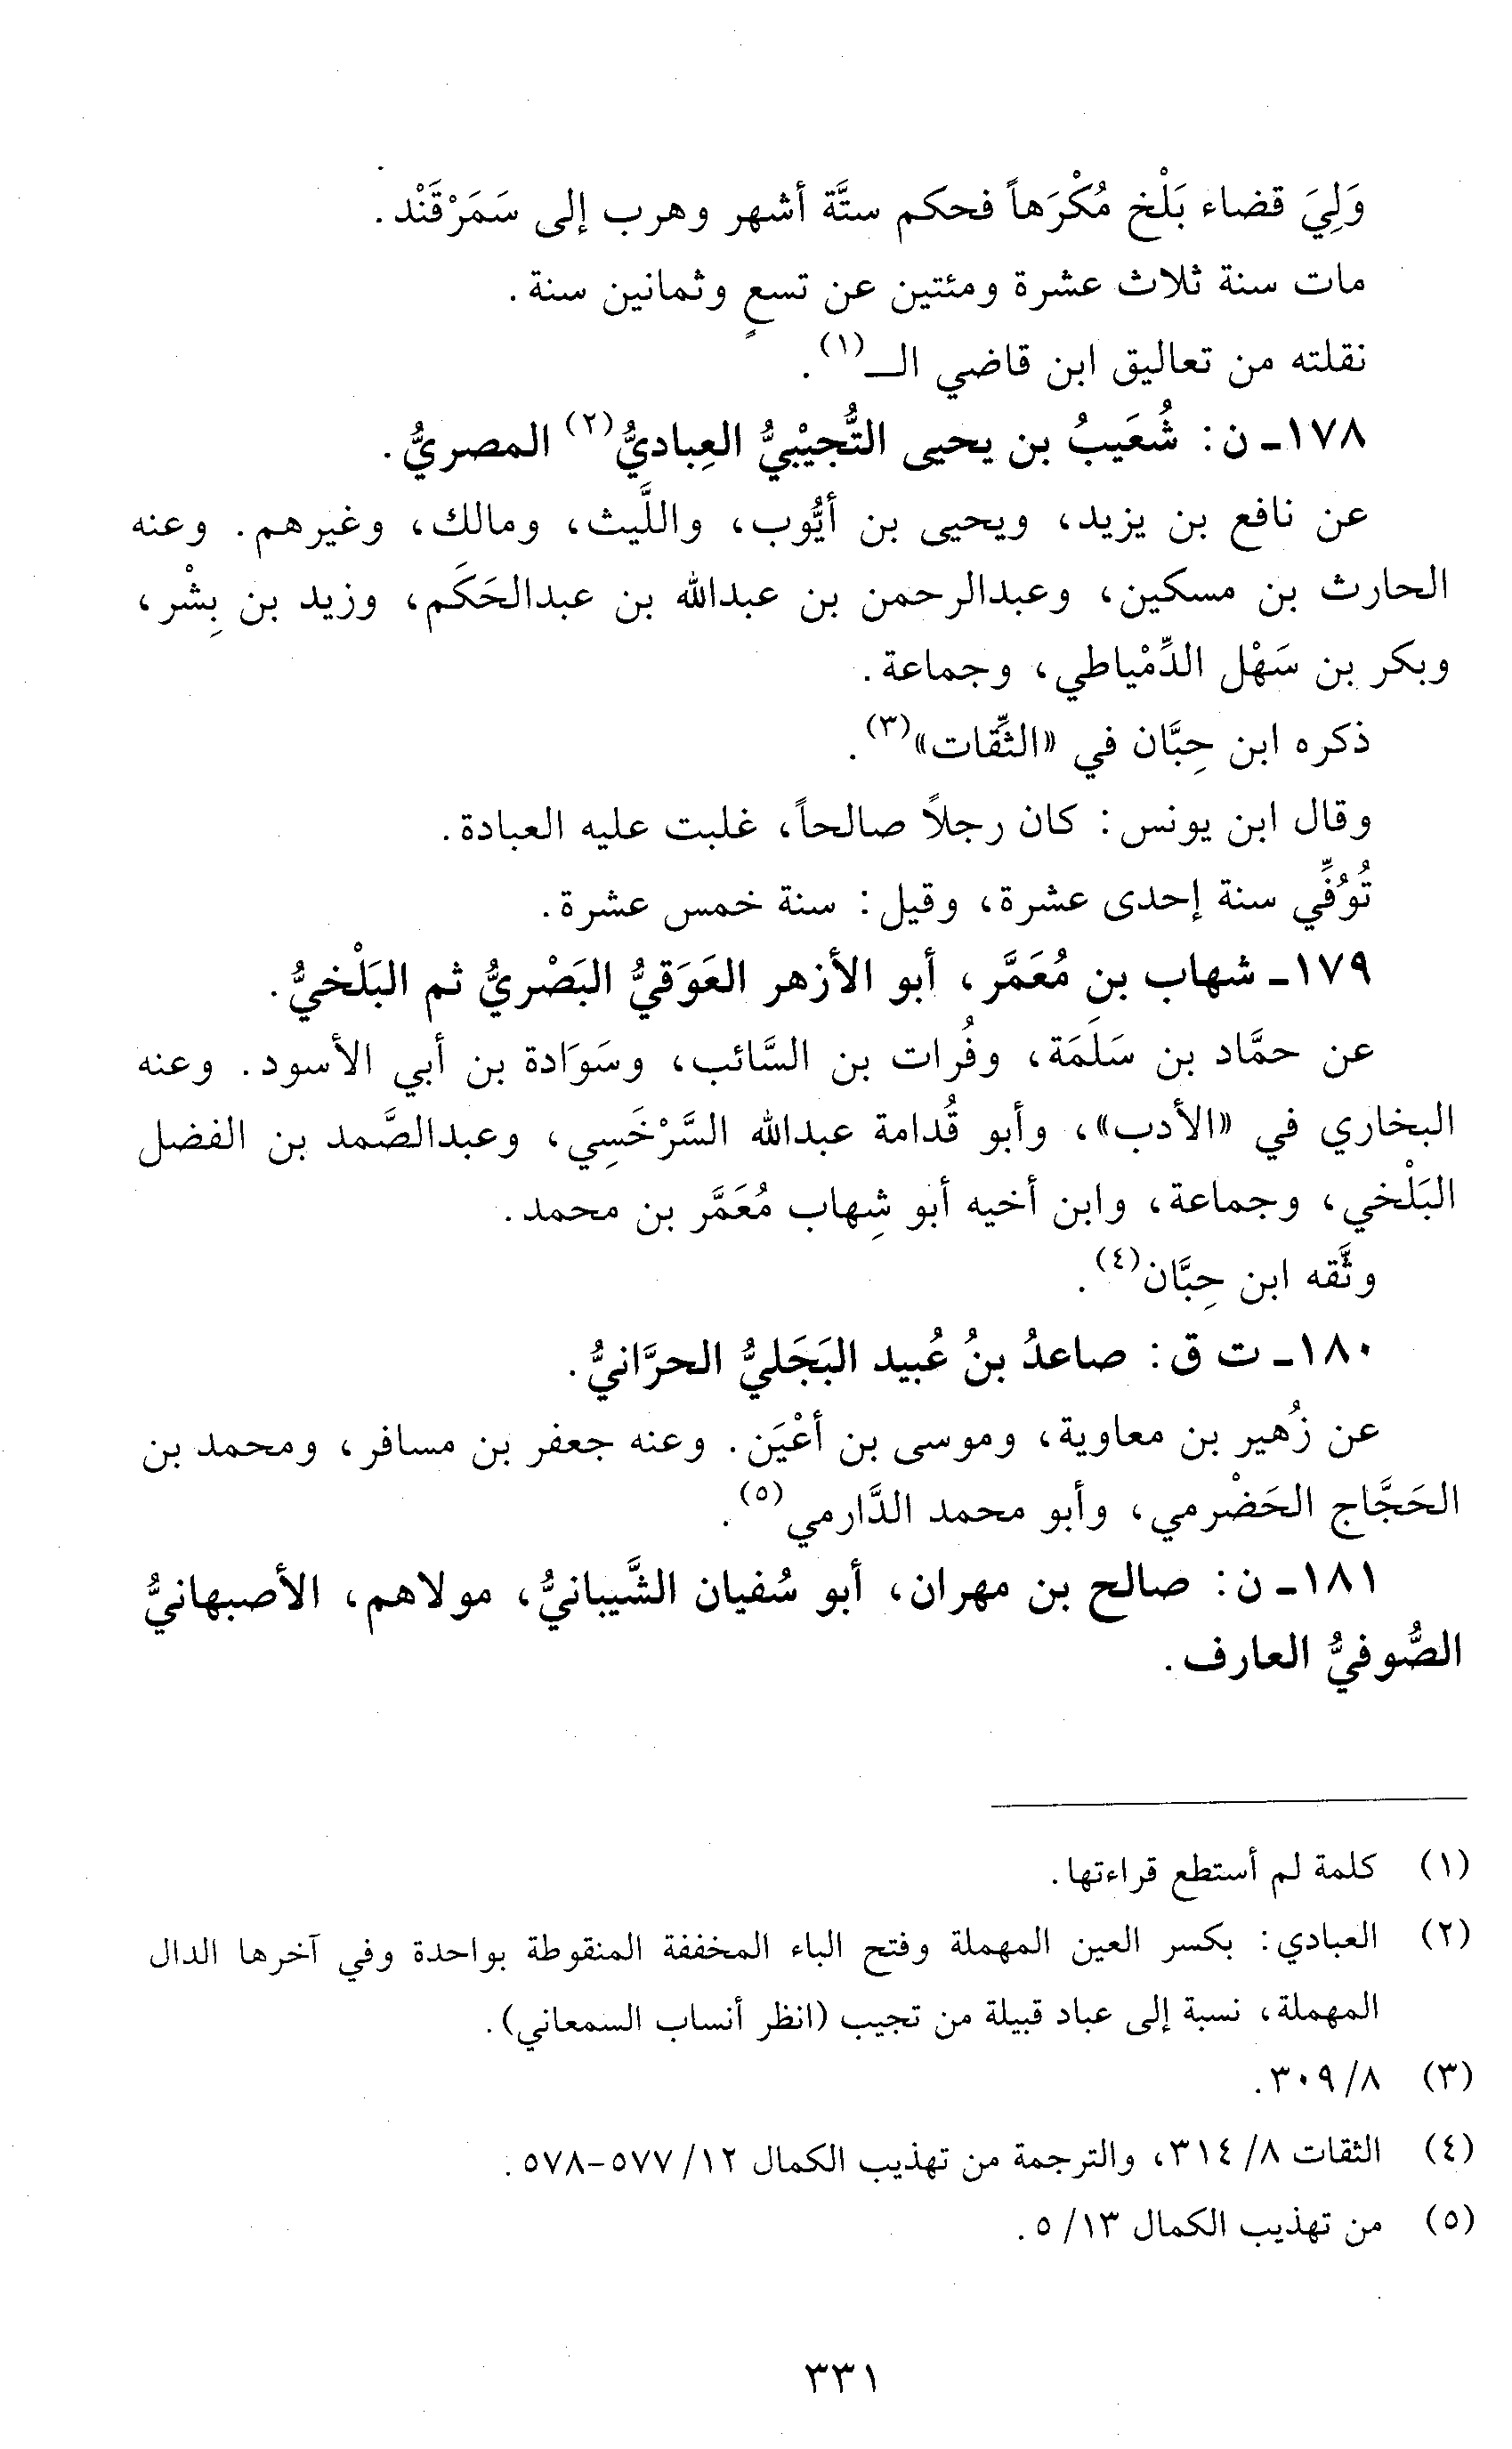 وَلِيَ قضاء بَلْخ مُكْرَهاً فحكم ستَّة أشهر وهرب إلى سَمَرْقَنْد.
مات سنة ثلاث عشرة ومئتين عن تسعٍ وثمانين سنة.
نقلته من تعاليق ابن قاضي الـ(١).
١٧٨- ن: شُعَيبُ بن يحيى التُّجيْبيُّ العِباديُّ(٢) المصريُّ.
عن نافع بن يزيد، ويحيى بن أيُّوب، واللَّيث، ومالك، وغيرهم. وعنه
الحارث بن مسكين، وعبدالرحمن بن عبدالله بن عبدالحَكَم، وزيد بن بِشْر،
وبكر بن سَهْل الدِّمْياطي، وجماعة.
ذكره ابن حِبَّان في «الثِّقات»(٣).
وقال ابن يونس: كان رجلاً صالحاً، غلبت عليه العبادة.
تُوُفِّي سنة إحدى عشرة، وقيل: سنة خمس عشرة.
١٧٩- شهاب بن مُعَمَّر، أبو الأزهر العَوَقيُّ البَصْريُّ ثم البَلْخيُّ.
عن حمَّاد بن سَلَمَة، وفُرات بن السَّائب، وسَوَادة بن أبي الأسود. وعنه
البخاري في «الأدب»، وأبو قُدامة عبدالله السَّرْخَسِي، وعبدالصَّمد بن الفضل
البَلْخي، وجماعة، وابن أخيه أبو شِهاب مُعَمَّر بن محمد.
وثَّقه ابن حِبَّان(٤).
١٨٠- ت ق: صاعدُ بنُ عُبيد البَجَليُّ الحرَّانيُّ.
عن زُهير بن معاوية، وموسى بن أعْيَن. وعنه جعفر بن مسافر، ومحمد بن
الحَجَّاج الحَضْرمي، وأبو محمد الدَّارمي(٥).
١٨١- ن: صالح بن مهران، أبو سُفيان الشَّيبانيُّ، مولاهم، الأصبهانيُّ
الصُّوفيُّ العارف.
(١) كلمة لم أستطع قراءتها.
(٢) العبادي: بكسر العين المهملة وفتح الباء المخففة المنقوطة بواحدة وفي آخرها الدال
المهملة، نسبة إلى عباد قبيلة من تجيب (انظر أنساب السمعاني).
(٣) ٨/ ٣٠٩.
(٤) الثقات ٨/ ٣١٤، والترجمة من تهذيب الكمال ١٢/ ٥٧٧-٥٧٨.
(٥) من تهذيب الكمال ١٣/ ٥.
٣٣١